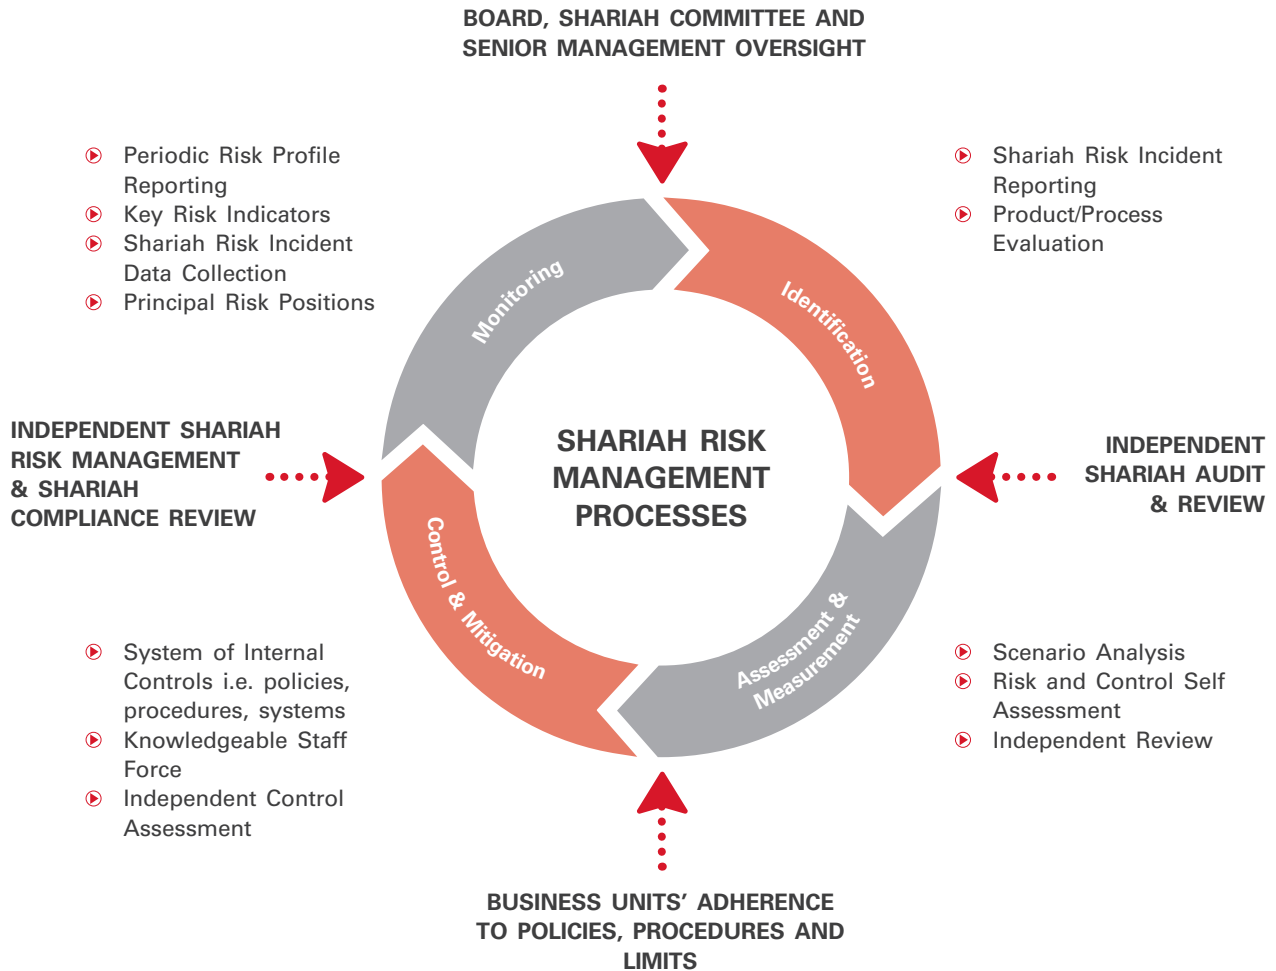 BOARD, SHARIAH COMMITTEE AND
SENIOR MANAGEMENT OVERSIGHT
Periodic Risk Profile
Reporting
Key Risk Indicators
Shariah Risk Incident
Data Collection
Principal Risk Positions
Shariah Risk Incident
Reporting
Product/Process
Evaluation
Monitoring
Identification
INDEPENDENT SHARIAH
RISK MANAGEMENT
& SHARIAH
COMPLIANCE REVIEW
SHARIAH RISK
MANAGEMENT
PROCESSES
INDEPENDENT
SHARIAH AUDIT
& REVIEW
Control & Mitigation
Assessment &
Measurement
System of Internal
Controls i.e. policies,
procedures, systems
Knowledgeable Staff
Force
Independent Control
Assessment
Scenario Analysis
Risk and Control Self
Assessment
Independent Review
BUSINESS UNITS’ ADHERENCE
TO POLICIES, PROCEDURES AND
LIMITS